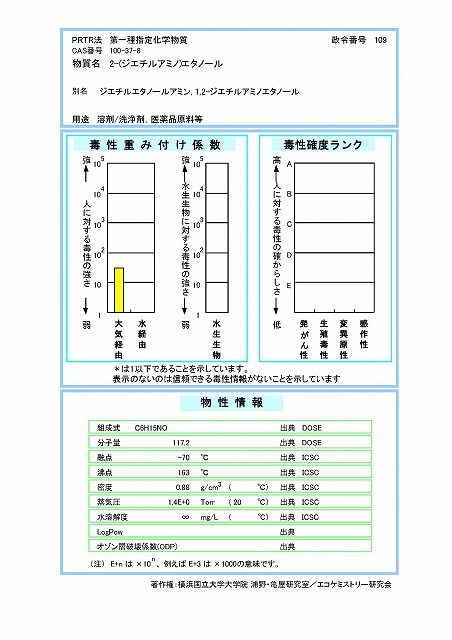 PRTR法 第一種指定化学物質 政令番号 109
CAS番号 100-37-8
物質名 2-(ジエチルアミノ)エタノール
別名 ジエチルエタノールアミン, 1,2-ジエチルアミノエタノール
用途 溶剤/洗浄剤, 医薬品原料等
毒性重み付け係数
強 10^5 10^4 10^3 10^2 10 1 弱
人に対する毒性の強さ
大気経由 水経由
強 10^5 10^4 10^3 10^2 10 1 弱
水生生物に対する毒性の強さ
水生生物
毒性確度ランク
高 A B C D E 低
人に対する毒性の確からしさ
発がん性 生殖毒性 変異原性 感作性
*は1以下であることを示しています。
表示のないのは信頼できる毒性情報がないことを示しています
物性情報
組成式 C6H15NO 出典 DOSE
分子量 117.2 出典 DOSE
融点 -70 ℃ 出典 ICSC
沸点 163 ℃ 出典 ICSC
密度 0.88 g/cm^3 ( ℃) 出典 ICSC
蒸気圧 1.4E+0 Torr (20 ℃) 出典 ICSC
水溶解度 ∞ mg/L ( ℃) 出典 ICSC
LogPow 出典
オゾン層破壊係数(ODP) 出典
(注) E+n は ×10^n、例えば E+3 は ×1000の意味です。
著作権:横浜国立大学大学院 浦野・亀屋研究室/エコケミストリー研究会